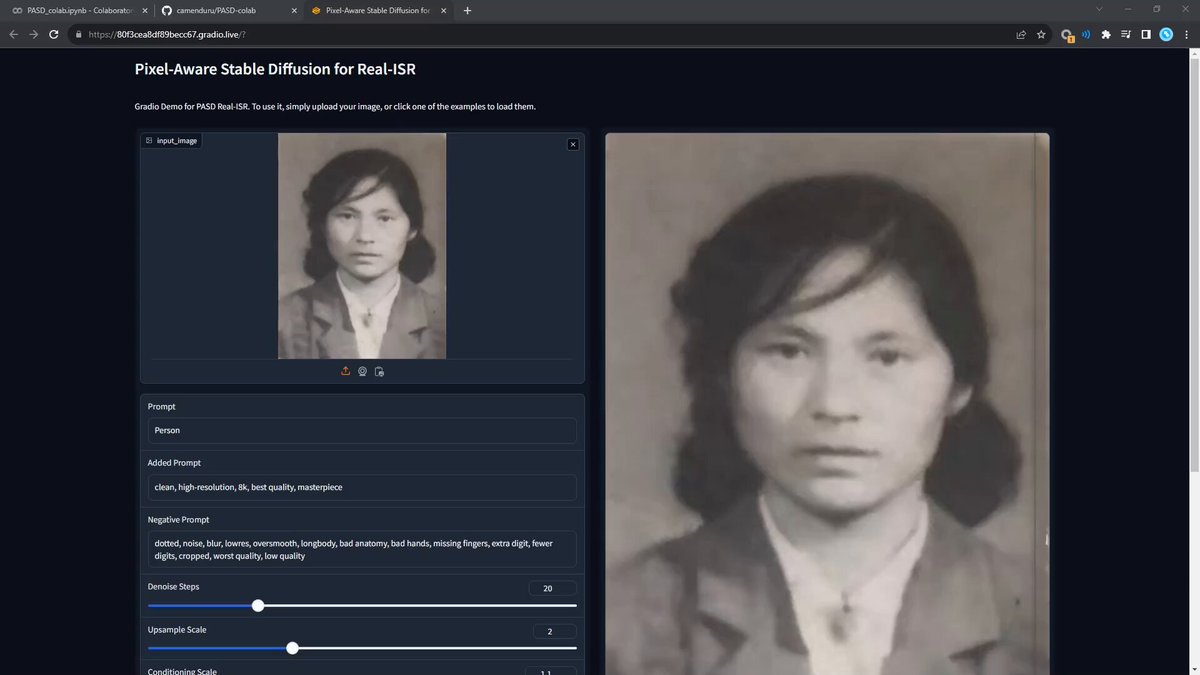 PASD_colab.ipynb - Colaborator
camenduru/PASD-colab
Pixel-Aware Stable Diffusion for
https://80f3cea8df89becc67.gradio.live/?
1
Pixel-Aware Stable Diffusion for Real-ISR
Gradio Demo for PASD Real-ISR. To use it, simply upload your image, or click one of the examples to load them.
input_image
Prompt
Person
Added Prompt
clean, high-resolution, 8k, best quality, masterpiece
Negative Prompt
dotted, noise, blur, lowres, oversmooth, longbody, bad anatomy, bad hands, missing fingers, extra digit, fewer
digits, cropped, worst quality, low quality
Denoise Steps
20
Upsample Scale
2
Conditioning Scale
1.1